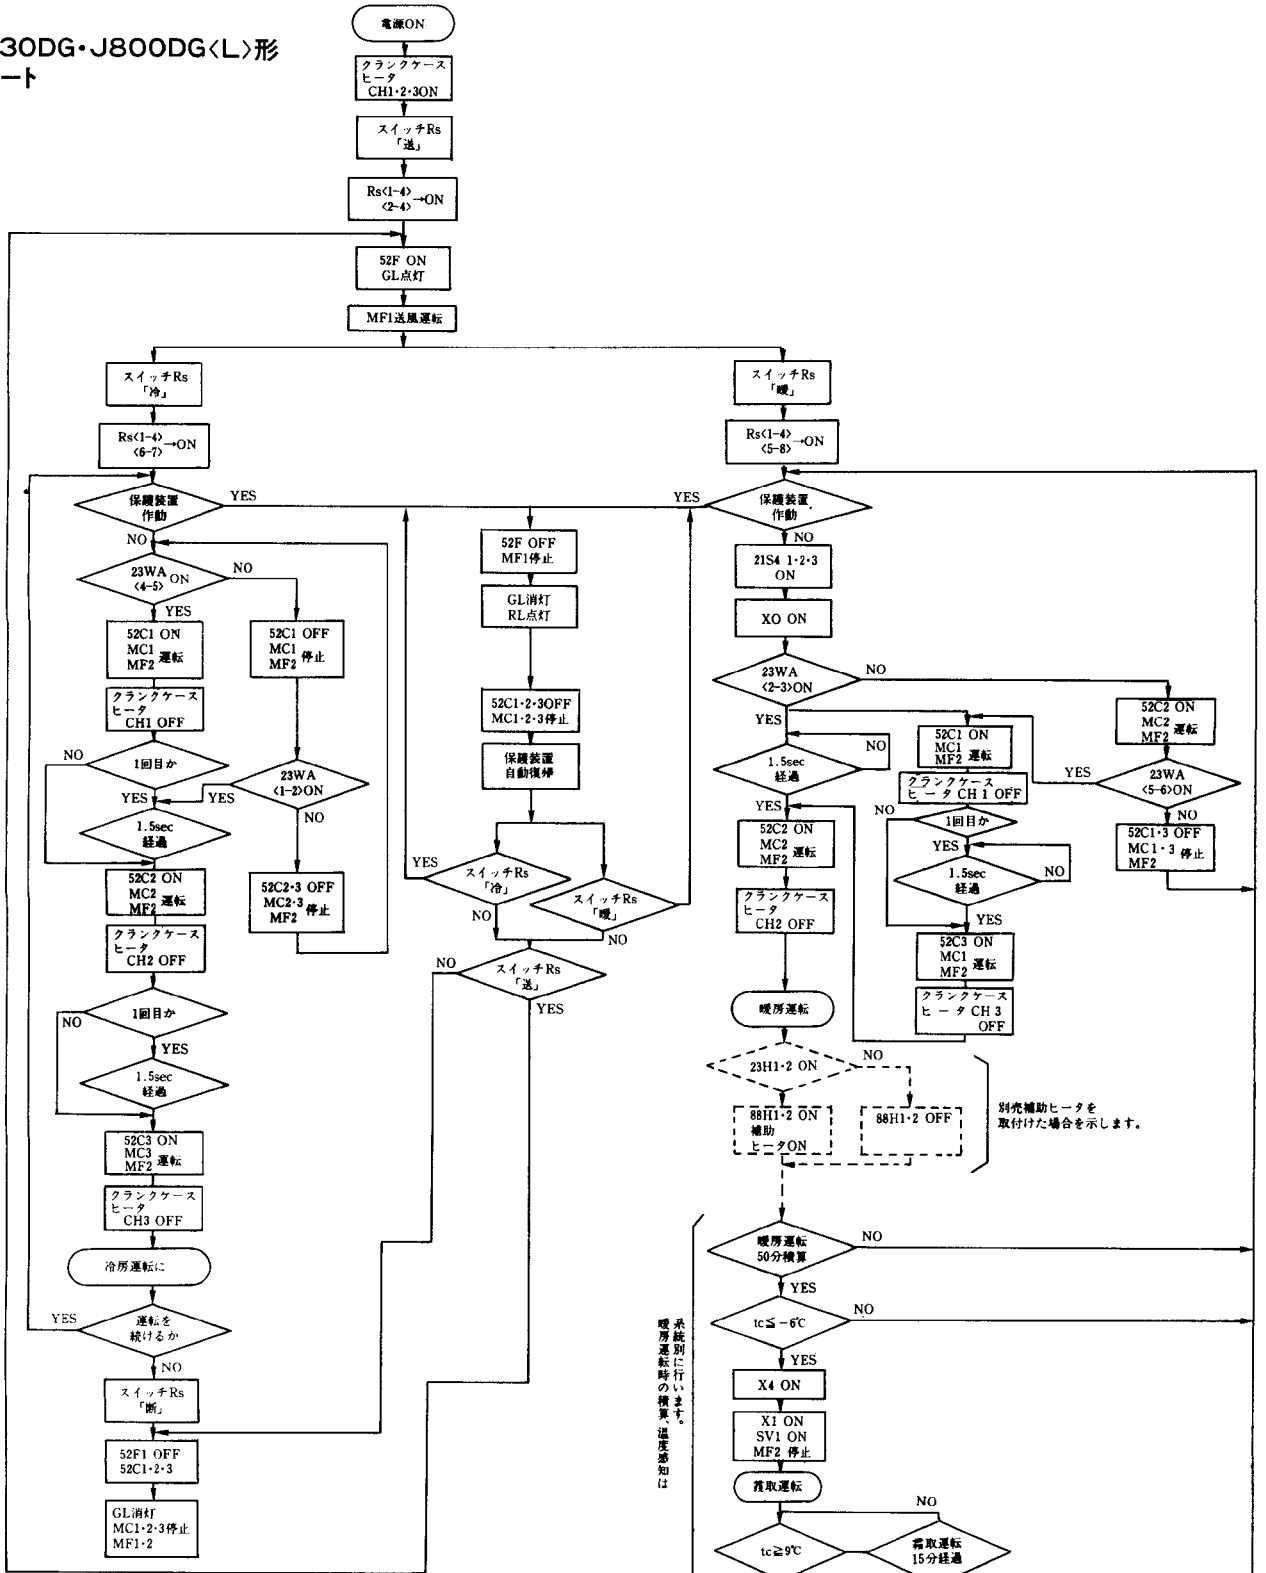 30DG・J800DG〈L〉形
ート
電源ON
クランクケース
ヒータ
CH1・2・3ON
スイッチRs
「送」
Rs<1-4>
<2-4>
→ON
52F ON
GL点灯
MF1送風運転
スイッチRs
「冷」
Rs<1-4>
<6-7>
→ON
保護装置
作動
YES
NO
23WA
<4-5>
ON
NO
YES
52C1 ON
MC1
MF2
運転
クランクケース
ヒータ
CH1 OFF
1回目か
NO
YES
1.5sec
経過
52C2 ON
MC2
MF2
運転
クランクケース
ヒータ
CH2 OFF
1回目か
NO
YES
1.5sec
経過
52C3 ON
MC3
MF2
運転
クランクケース
ヒータ
CH3 OFF
冷房運転に
運転を
続けるか
YES
NO
スイッチRs
「断」
52F1 OFF
52C1・2・3
GL消灯
MC1・2・3停止
MF1・2
52C1 OFF
MC1
MF2
停止
23WA
<1-2>ON
YES
NO
52C2・3 OFF
MC2・3
MF2
停止
52F OFF
MF1停止
GL消灯
RL点灯
52C1・2・3OFF
MC1・2・3停止
保護装置
自動復帰
スイッチRs
「冷」
YES
NO
スイッチRs
「暖」
NO
スイッチRs
「送」
NO
YES
スイッチRs
「暖」
Rs<1-4>
<5-8>
→ON
保護装置
作動
YES
NO
21S4 1・2・3
ON
XO ON
23WA
<2-3>ON
NO
YES
1.5sec
経過
NO
YES
52C2 ON
MC2
MF2
運転
クランクケース
ヒータ
CH2 OFF
暖房運転
52C1 ON
MC1
MF2
運転
クランクケース
ヒータCH 1 OFF
1回目か
NO
YES
1.5sec
経過
NO
YES
52C3 ON
MC1
MF2
運転
クランクケース
ヒータCH 3
OFF
52C2 ON
MC2
MF2
運転
23WA
<5-6>ON
YES
NO
52C1・3 OFF
MC1・3
MF2
停止
23H1・2 ON
NO
88H1・2 ON
補助
ヒータON
88H1・2 OFF
別売補助ヒータを
取付けた場合を示します。
暖房運転
50分積算
NO
YES
tc≦−6℃
NO
YES
X4 ON
X1 ON
SV1 ON
MF2 停止
霜取運転
tc≧9℃
NO
霜取運転
15分経過
暖房運転時の積算、温度感知は
系統別に行います。